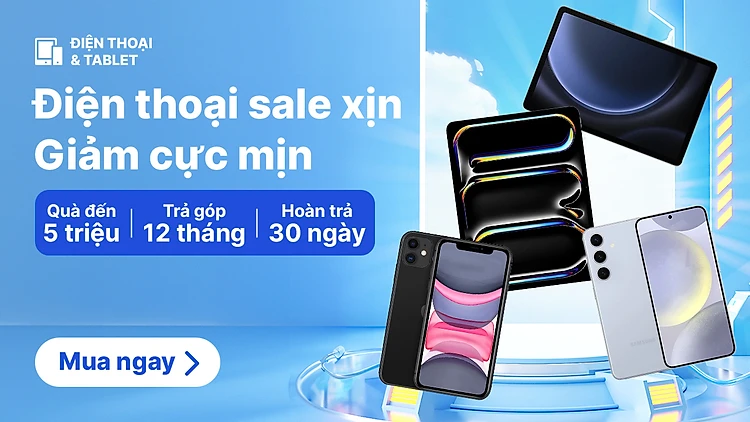 ĐIỆN THOẠI
& TABLET
Điện thoại sale xịn
Giảm cực mịn
Quà đến
5 triệu
Trả góp
12 tháng
Hoàn trả
30 ngày
Mua ngay